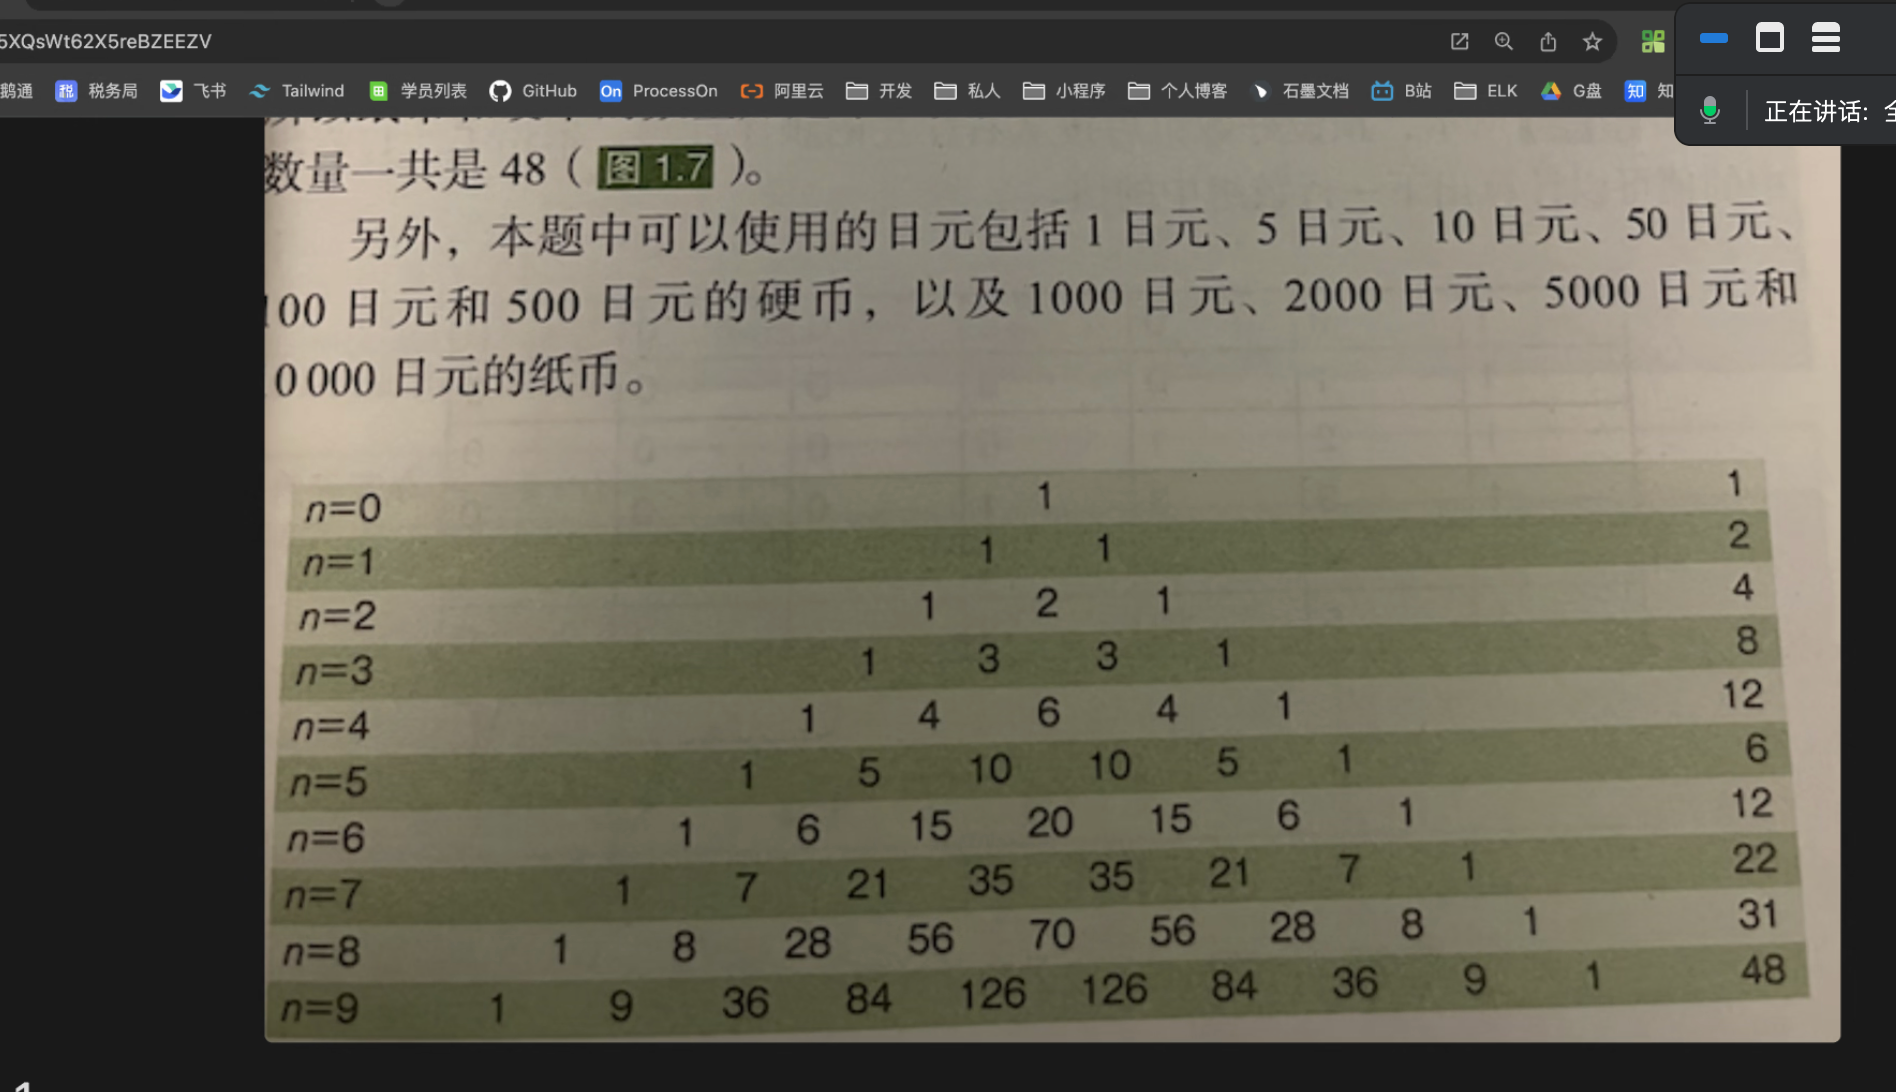 5XQsWt62X5reBZEEZV
鹅通 税 税务局 飞书 Tailwind 学员列表 GitHub On ProcessOn 阿里云 开发 私人 小程序 个人博客 石墨文档 B站 ELK G盘 知 知
正在讲话: 全
数量一共是 48（图 1.7）。
另外，本题中可以使用的日元包括 1 日元、5 日元、10 日元、50 日元、
00 日元和 500 日元的硬币，以及 1000 日元、2000 日元、5000 日元和
0 000 日元的纸币。
n=0 1 1
n=1 1 1 2
n=2 1 2 1 4
n=3 1 3 3 1 8
n=4 1 4 6 4 1 12
n=5 1 5 10 10 5 1 6
n=6 1 6 15 20 15 6 1 12
n=7 1 7 21 35 35 21 7 1 22
n=8 1 8 28 56 70 56 28 8 1 31
n=9 1 9 36 84 126 126 84 36 9 1 48